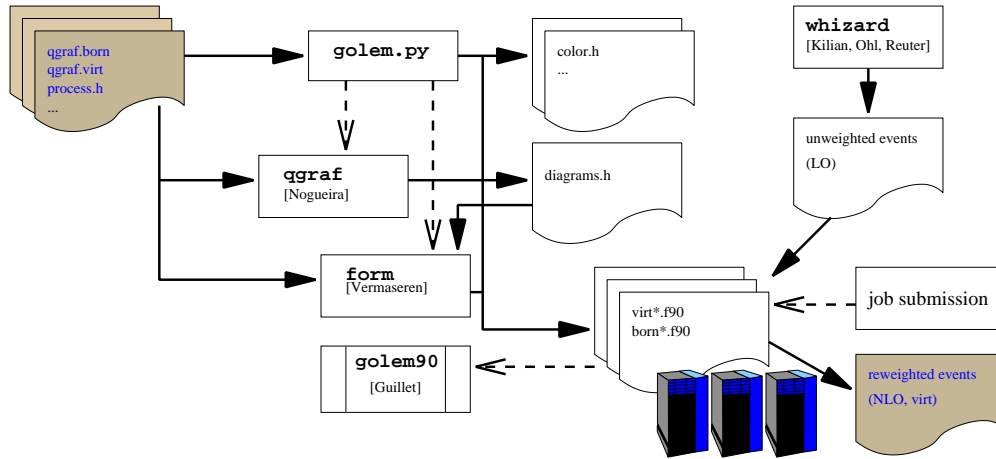 qgraf.born
qgraf.virt
process.h
...
golem.py
color.h
...
whizard
[Kilian, Ohl, Reuter]
unweighted events
(LO)
qgraf
[Nogueira]
diagrams.h
form
[Vermaseren]
virt*.f90
born*.f90
job submission
golem90
[Guillet]
reweighted events
(NLO, virt)